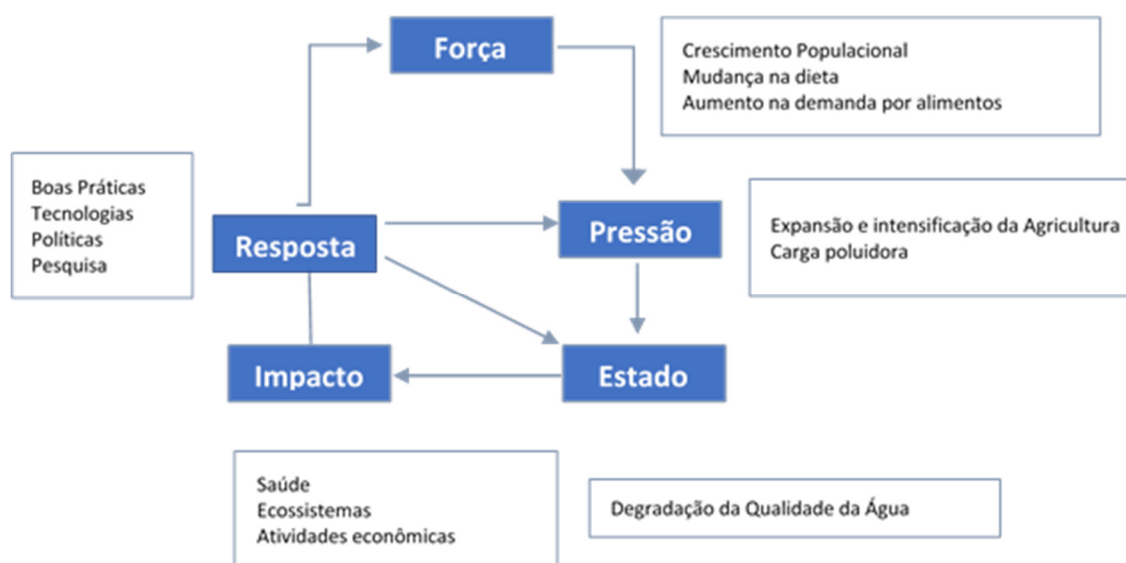 Força
Crescimento Populacional
Mudança na dieta
Aumento na demanda por alimentos
Boas Práticas
Tecnologias
Políticas
Pesquisa
Resposta
Pressão
Expansão e intensificação da Agricultura
Carga poluidora
Impacto
Estado
Saúde
Ecossistemas
Atividades econômicas
Degradação da Qualidade da Água